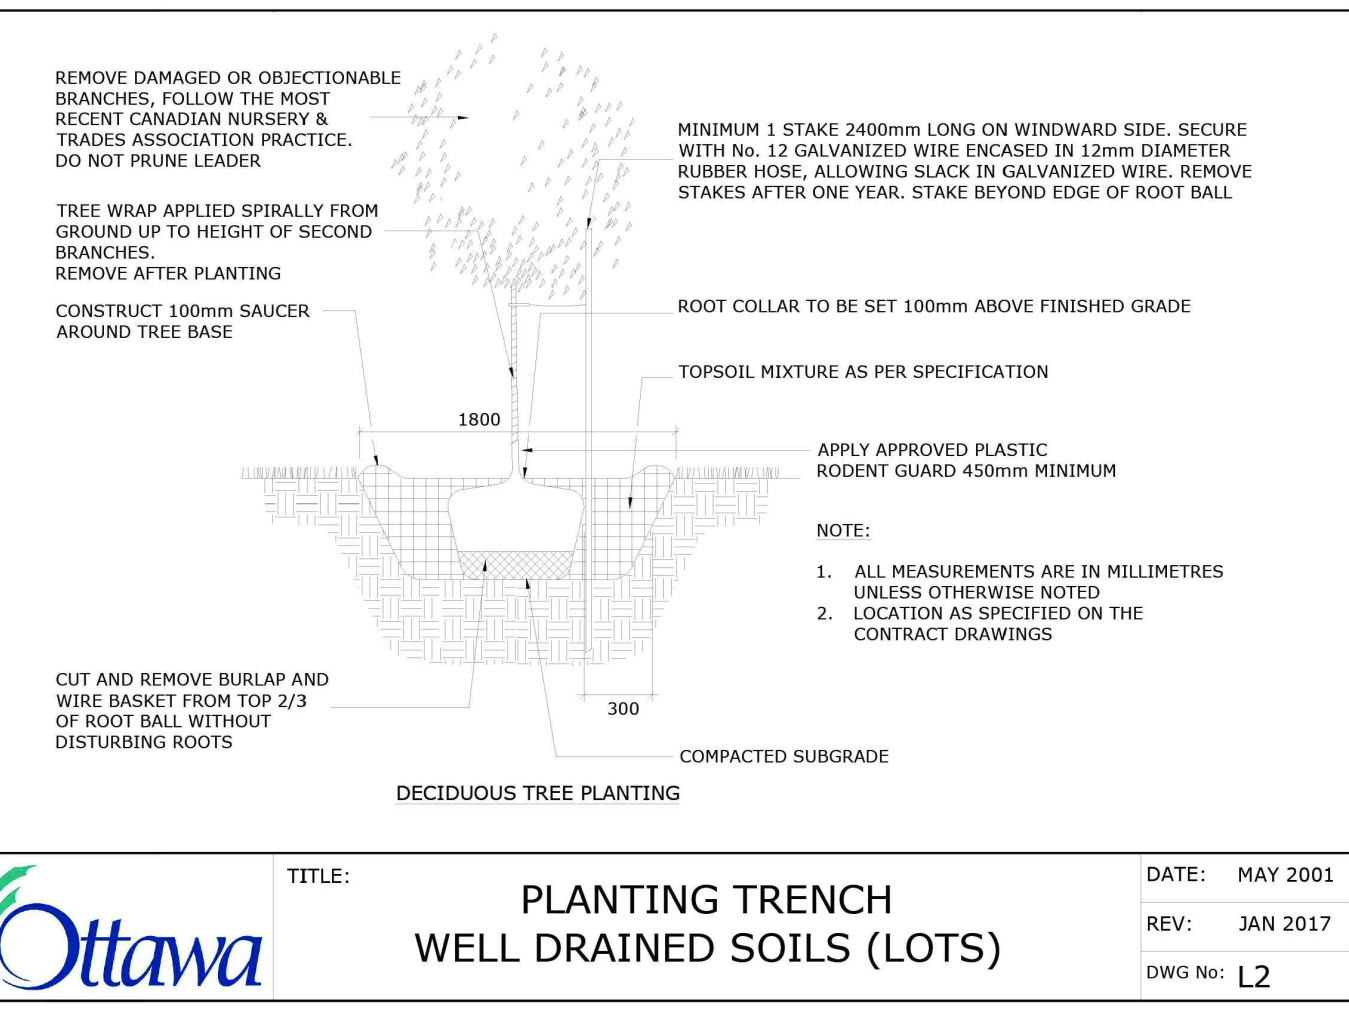 REMOVE DAMAGED OR OBJECTIONABLE
BRANCHES, FOLLOW THE MOST
RECENT CANADIAN NURSERY &
TRADES ASSOCIATION PRACTICE.
DO NOT PRUNE LEADER
TREE WRAP APPLIED SPIRALLY FROM
GROUND UP TO HEIGHT OF SECOND
BRANCHES.
REMOVE AFTER PLANTING
CONSTRUCT 100mm SAUCER
AROUND TREE BASE
MINIMUM 1 STAKE 2400mm LONG ON WINDWARD SIDE. SECURE
WITH No. 12 GALVANIZED WIRE ENCASED IN 12mm DIAMETER
RUBBER HOSE, ALLOWING SLACK IN GALVANIZED WIRE. REMOVE
STAKES AFTER ONE YEAR. STAKE BEYOND EDGE OF ROOT BALL
ROOT COLLAR TO BE SET 100mm ABOVE FINISHED GRADE
TOPSOIL MIXTURE AS PER SPECIFICATION
1800
APPLY APPROVED PLASTIC
RODENT GUARD 450mm MINIMUM
NOTE:
1. ALL MEASUREMENTS ARE IN MILLIMETRES
UNLESS OTHERWISE NOTED
2. LOCATION AS SPECIFIED ON THE
CONTRACT DRAWINGS
CUT AND REMOVE BURLAP AND
WIRE BASKET FROM TOP 2/3
OF ROOT BALL WITHOUT
DISTURBING ROOTS
300
COMPACTED SUBGRADE
DECIDUOUS TREE PLANTING
Ottawa
TITLE:
PLANTING TRENCH
WELL DRAINED SOILS (LOTS)
DATE: MAY 2001
REV: JAN 2017
DWG No: L2